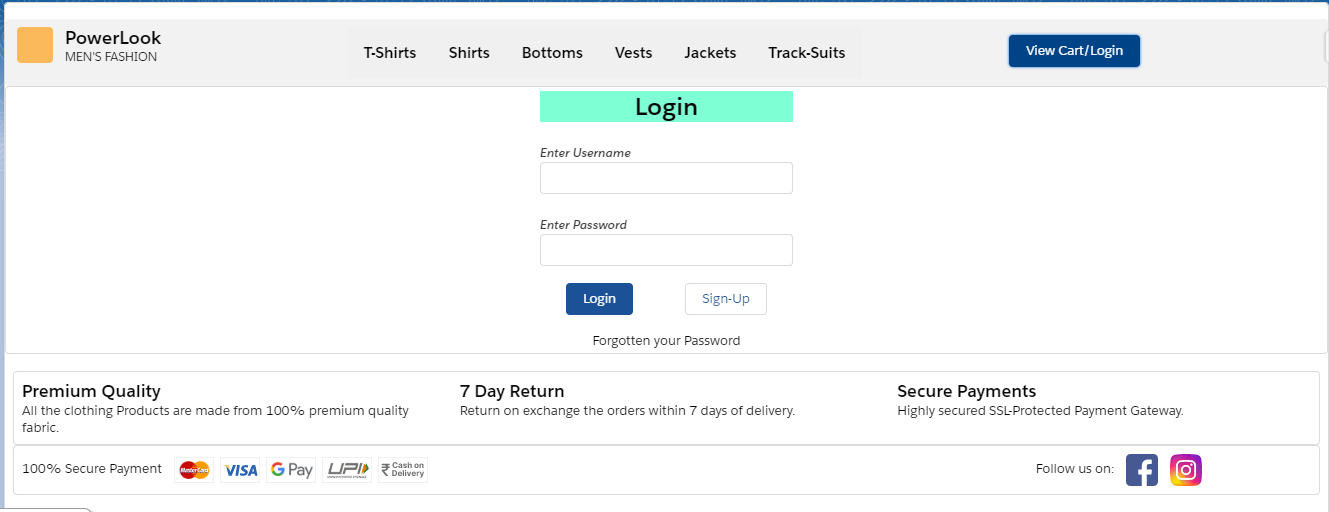 PowerLook
MEN'S FASHION
T-Shirts Shirts Bottoms Vests Jackets Track-Suits
View Cart/Login
Login
Enter Username
Enter Password
Login Sign-Up
Forgotten your Password
Premium Quality
All the clothing Products are made from 100% premium quality
fabric.
7 Day Return
Return on exchange the orders within 7 days of delivery.
Secure Payments
Highly secured SSL-Protected Payment Gateway.
100% Secure Payment
MasterCard
VISA
G Pay
UPI
₹ Cash on
Delivery
Follow us on: